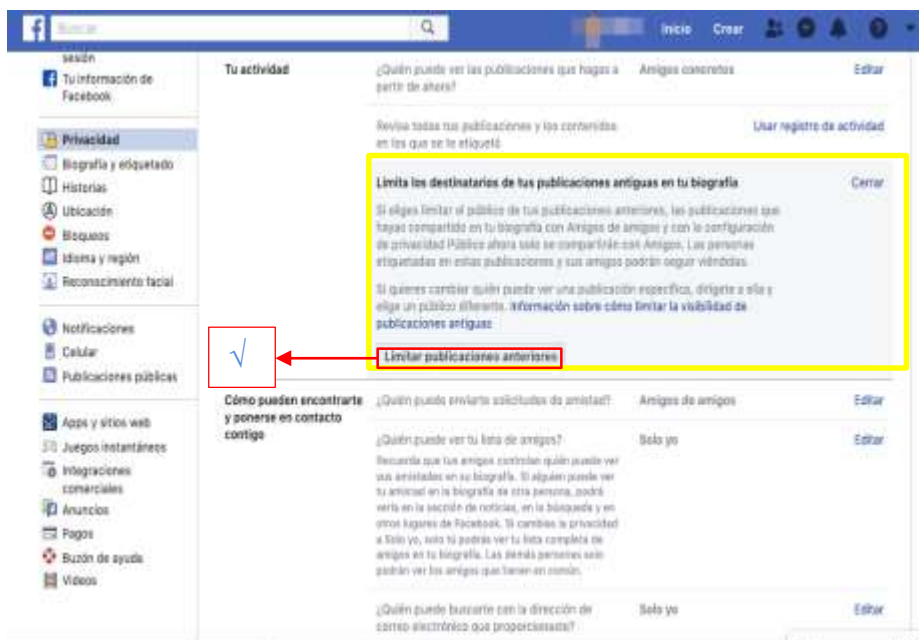 f
Buscar
Inicio Crear
sesión
Tu información de
Facebook
Privacidad
Biografía y etiquetado
Historias
Ubicación
Bloqueos
Idioma y región
Reconocimiento facial
Notificaciones
Celular
Publicaciones públicas
Apps y sitios web
Juegos instantáneos
Integraciones
comerciales
Anuncios
Pagos
Buzón de ayuda
Videos
Tu actividad
¿Quién puede ver las publicaciones que hagas a
partir de ahora?
Amigos concretos
Editar
Revisa todas tus publicaciones y los contenidos
en los que se te etiquetó
Usar registro de actividad
Limita los destinatarios de tus publicaciones antiguas en tu biografía
Cerrar
Si eliges limitar el público de tus publicaciones anteriores, las publicaciones que
hayas compartido en tu biografía con Amigos de amigos y con la configuración
de privacidad Público ahora solo se compartirán con Amigos. Las personas
etiquetadas en estas publicaciones y sus amigos podrán seguir viéndolas.
Si quieres cambiar quién puede ver una publicación específica, dirígete a ella y
elige un público diferente. Información sobre cómo limitar la visibilidad de
publicaciones antiguas
√
Limitar publicaciones anteriores
Cómo pueden encontrarte
y ponerse en contacto
contigo
¿Quién puede enviarte solicitudes de amistad?
Amigos de amigos
Editar
¿Quién puede ver tu lista de amigos?
Solo yo
Editar
Recuerda que tus amigos controlan quién puede ver
sus amistades en su biografía. Si alguien puede ver
tu amistad en la biografía de otra persona, podrá
verla en la sección de noticias, en la búsqueda y en
otros lugares de Facebook. Si cambias la privacidad
a Solo yo, solo tú podrás ver tu lista completa de
amigos en tu biografía. Las demás personas solo
podrán ver los amigos que tienen en común.
¿Quién puede buscarte con la dirección de
correo electrónico que proporcionaste?
Solo yo
Editar